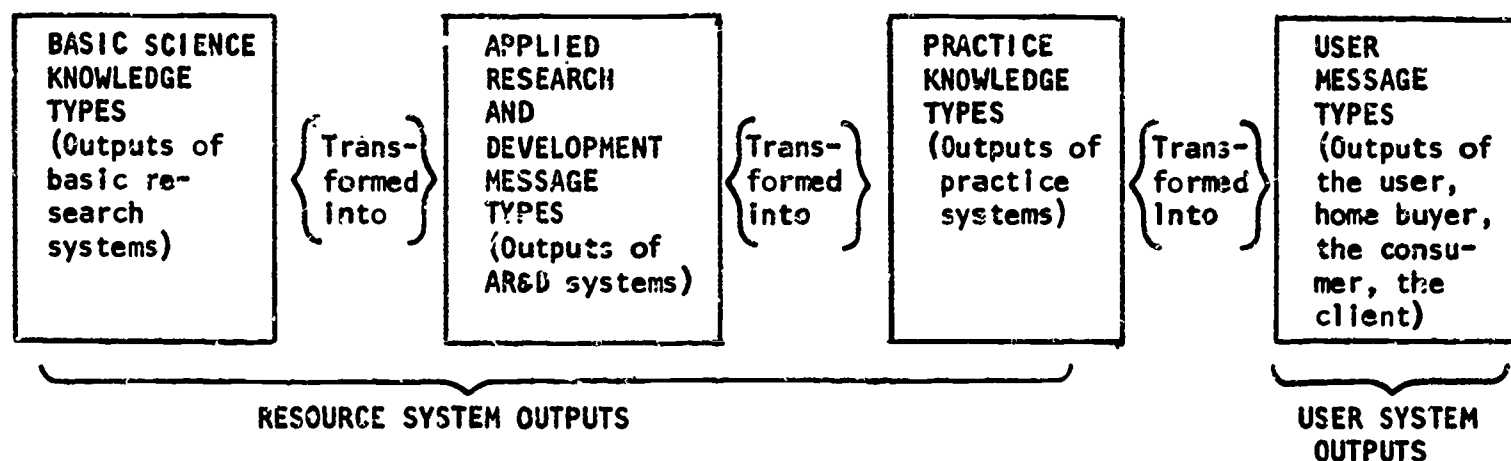 BASIC SCIENCE
KNOWLEDGE
TYPES
(Outputs of
basic re-
search
systems)
Trans-
formed
into
APPLIED
RESEARCH
AND
DEVELOPMENT
MESSAGE
TYPES
(Outputs of
AR&D systems)
Trans-
formed
into
PRACTICE
KNOWLEDGE
TYPES
(Outputs of
practice
systems)
Trans-
formed
into
USER
MESSAGE
TYPES
(Outputs of
the user,
home buyer,
the consu-
mer, the
client)
RESOURCE SYSTEM OUTPUTS
USER SYSTEM
OUTPUTS